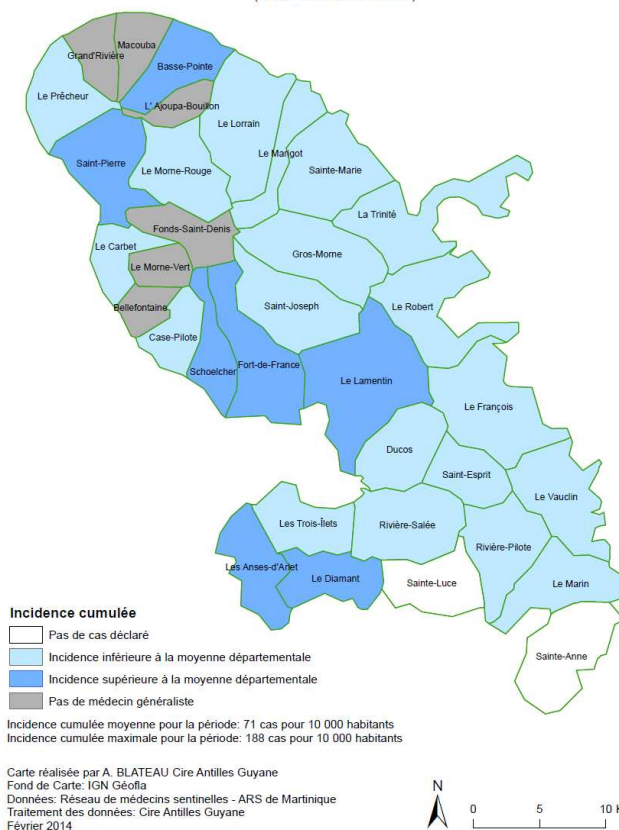 Macouba
Grand'Rivière
Basse-Pointe
Le Prêcheur
L' Ajoupa-Bouillon
Le Lorrain
Le Marigot
Saint-Pierre
Le Morne-Rouge
Sainte-Marie
La Trinité
Fonds-Saint-Denis
Le Carbet
Gros-Morne
Le Morne-Vert
Bellefontaine
Saint-Joseph
Le Robert
Case-Pilote
Schoelcher
Fort-de-France
Le Lamentin
Le François
Ducos
Saint-Esprit
Le Vauclin
Les Trois-Îlets
Rivière-Salée
Rivière-Pilote
Les Anses-d'Arlet
Le Diamant
Sainte-Luce
Le Marin
Sainte-Anne
Incidence cumulée
Pas de cas déclaré
Incidence inférieure à la moyenne départementale
Incidence supérieure à la moyenne départementale
Pas de médecin généraliste
Incidence cumulée moyenne pour la période: 71 cas pour 10 000 habitants
Incidence cumulée maximale pour la période: 188 cas pour 10 000 habitants
Carte réalisée par A. BLATEAU Cire Antilles Guyane
Fond de Carte: IGN Géofla
Données: Réseau de médecins sentinelles - ARS de Martinique
Traitement des données: Cire Antilles Guyane
Février 2014
N
0 5 10 K